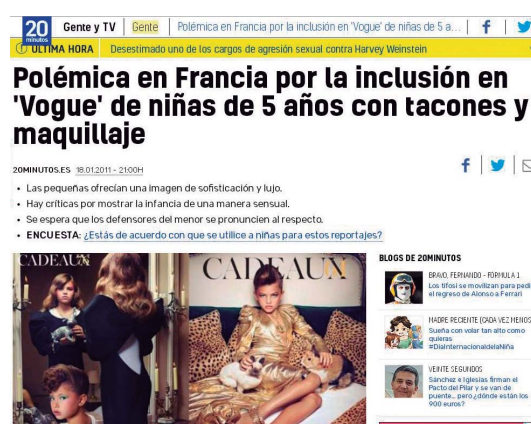 20 minutos
Gente y TV
Gente
Polémica en Francia por la inclusión en 'Vogue' de niñas de 5 a...
ÚLTIMA HORA Desestimado uno de los cargos de agresión sexual contra Harvey Weinstein
Polémica en Francia por la inclusión en
'Vogue' de niñas de 5 años con tacones y
maquillaje
20MINUTOS.ES 18.01.2011 - 21:00H
• Las pequeñas ofrecían una imagen de sofisticación y lujo.
• Hay críticas por mostrar la infancia de una manera sensual.
• Se espera que los defensores del menor se pronuncien al respecto.
• ENCUESTA: ¿Estás de acuerdo con que se utilice a niñas para estos reportajes?
CADEAUX
CADEAUX
BLOGS DE 20MINUTOS
BRAVO, FERNANDO - FÓRMULA 1
Los tifosi se movilizan para pedi
el regreso de Alonso a Ferrari
MADRE RECIENTE (CADA VEZ MENOS
Sueña con volar tan alto como
quieras
#DíaInternacionaldelaNiña
VEINTE SEGUNDOS
Sánchez e Iglesias firman el
Pacto del Pilar y se van de
puente... pero ¿dónde están los
900 euros?